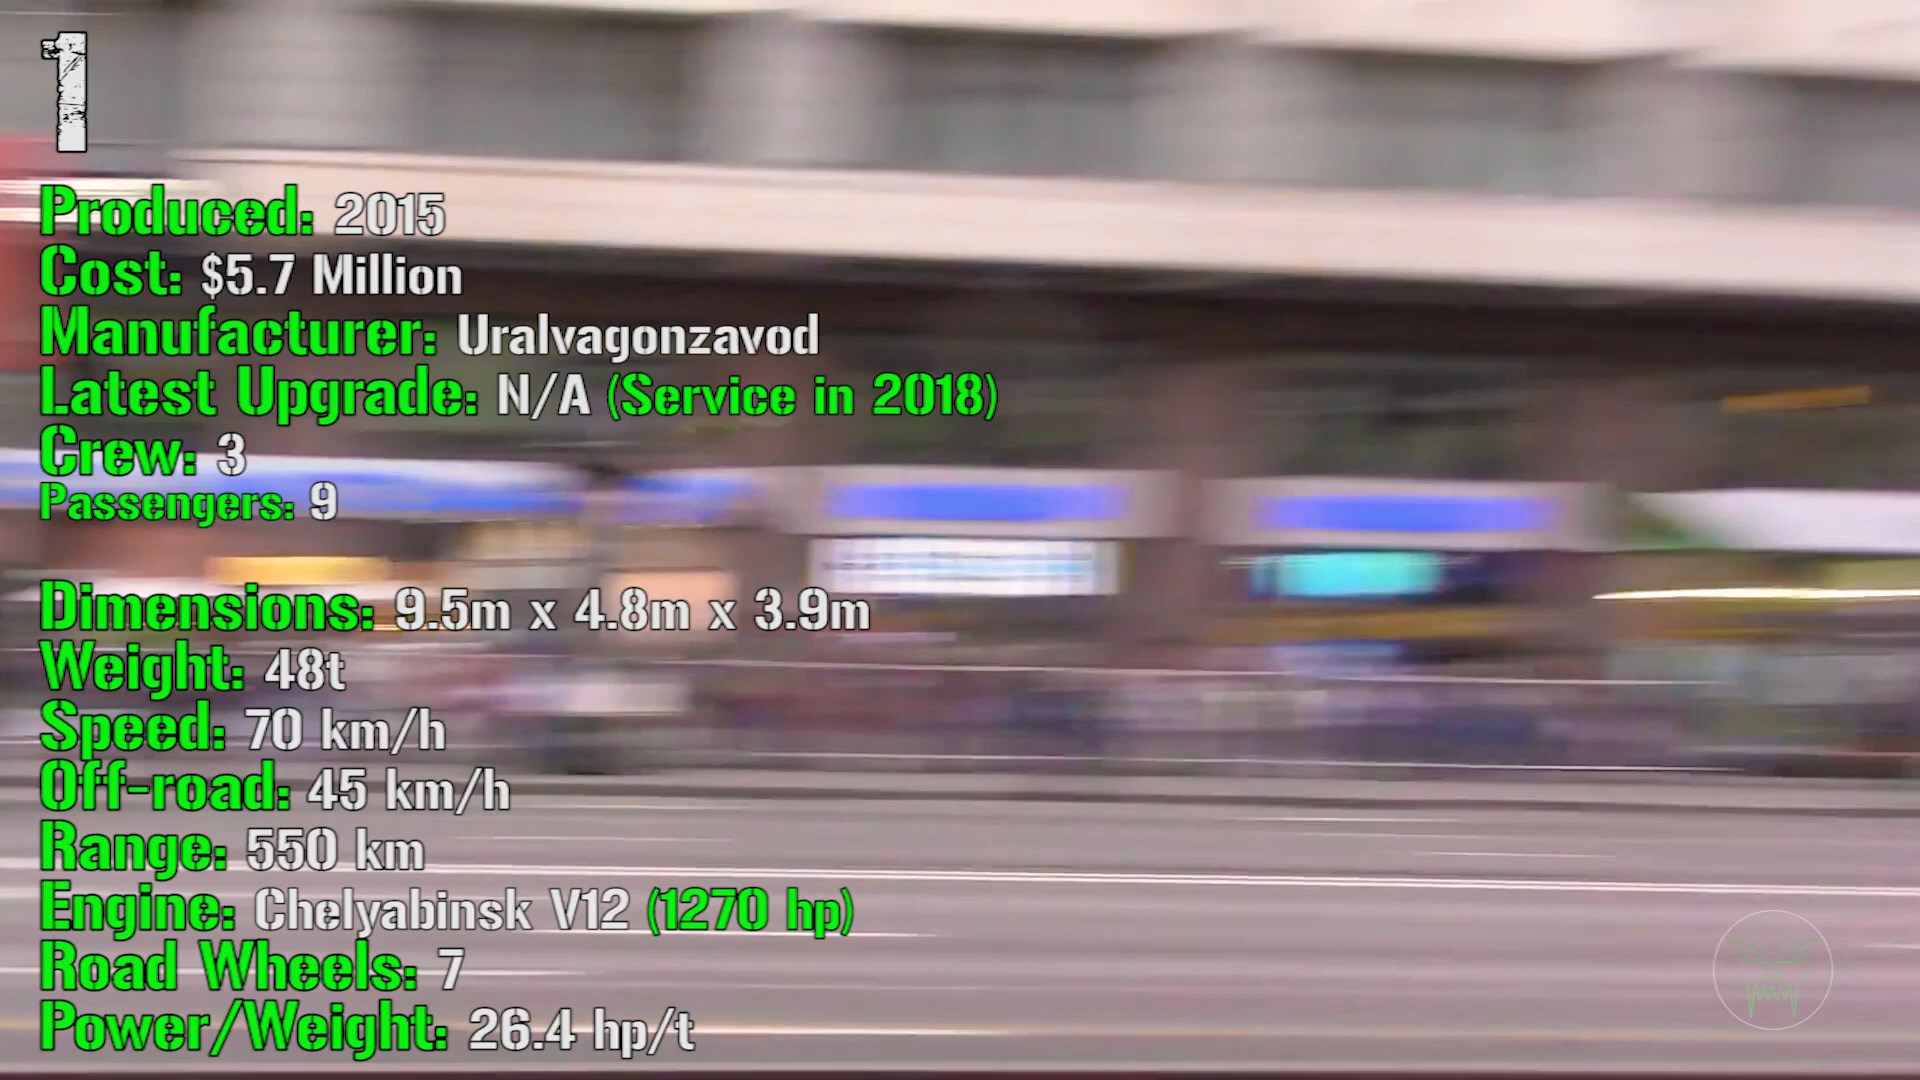 1
Produced: 2015
Cost: $5.7 Million
Manufacturer: Uralvagonzavod
Latest Upgrade: N/A (Service in 2018)
Crew: 3
Passengers: 9
Dimensions: 9.5m x 4.8m x 3.9m
Weight: 48t
Speed: 70 km/h
Off-road: 45 km/h
Range: 550 km
Engine: Chelyabinsk V12 (1270 hp)
Road Wheels: 7
Power/Weight: 26.4 hp/t